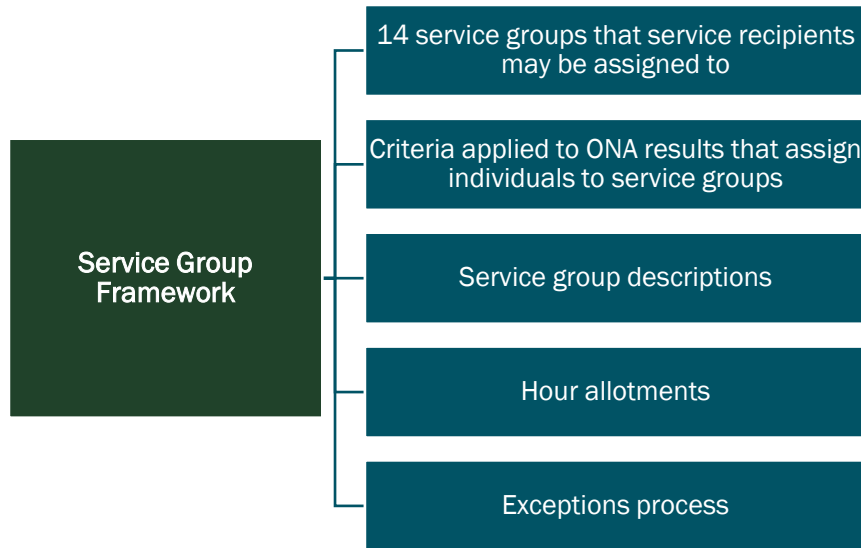 14 service groups that service recipients
may be assigned to
Criteria applied to ONA results that assign
individuals to service groups
Service Group
Framework
Service group descriptions
Hour allotments
Exceptions process